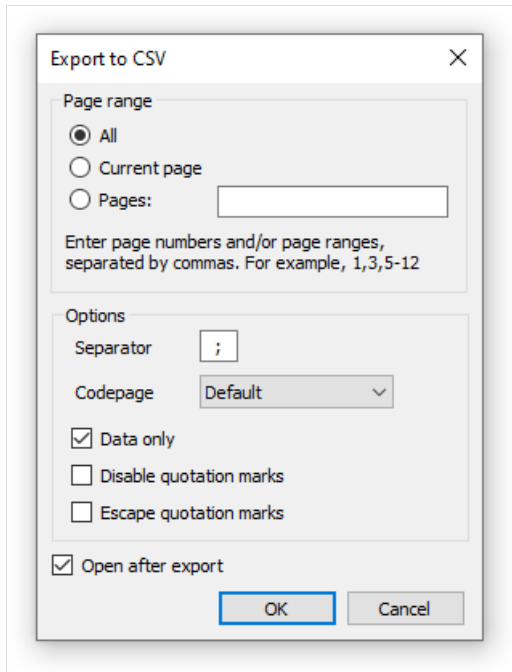 Export to CSV
Page range
All
Current page
Pages:
Enter page numbers and/or page ranges,
separated by commas. For example, 1,3,5-12
Options
Separator ;
Codepage Default
Data only
Disable quotation marks
Escape quotation marks
Open after export
OK Cancel